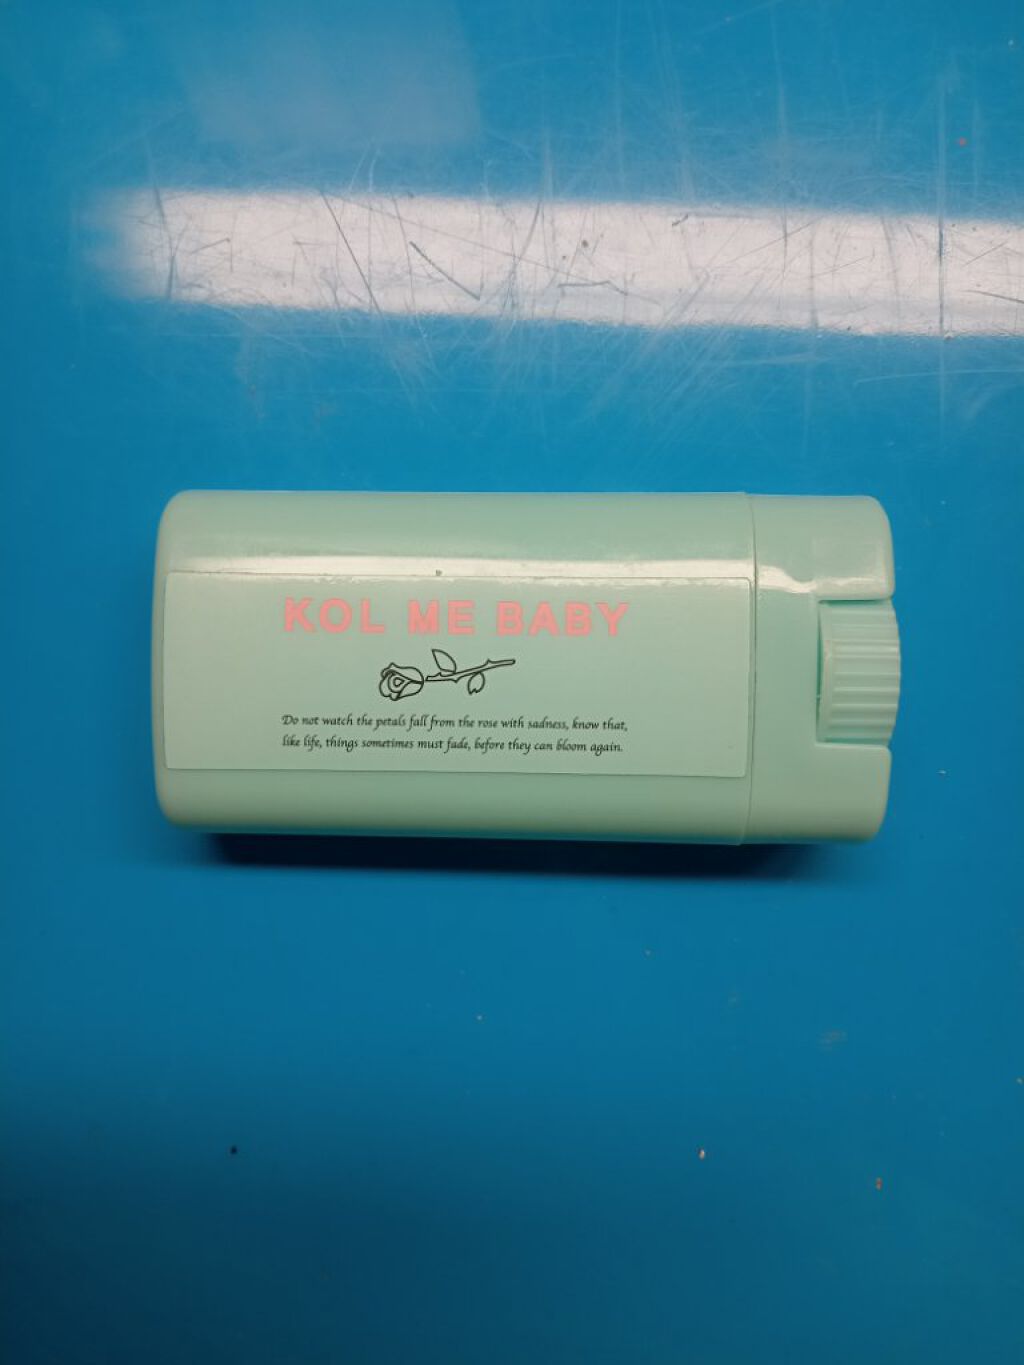 KOL ME BABY
Do not watch the petals fall from the rose with sadness, know that,
like life, things sometimes must fade, before they can bloom again.